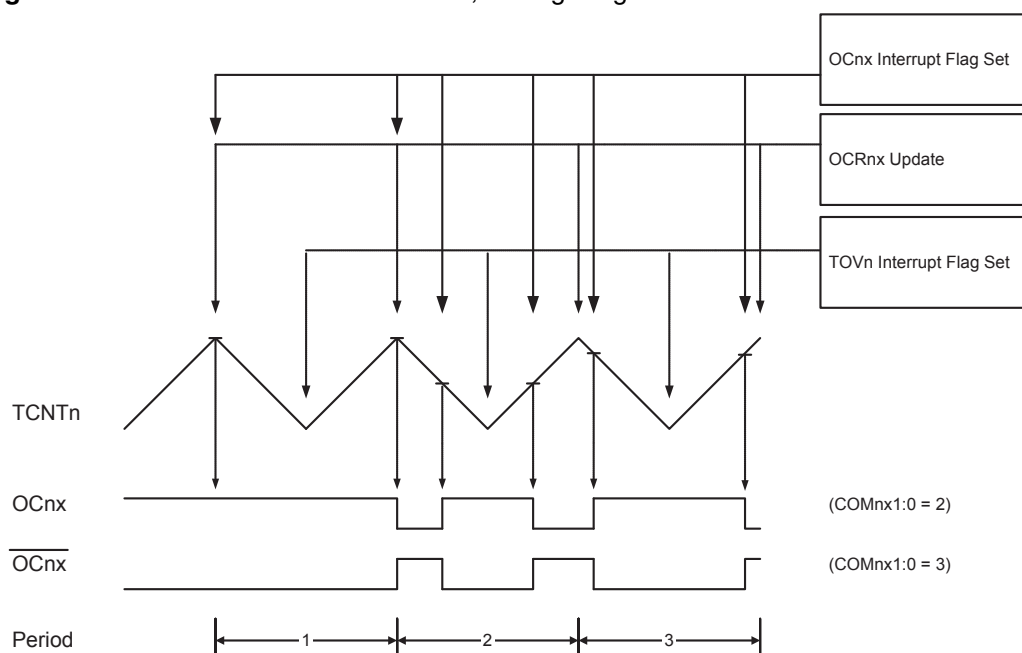 OCnx Interrupt Flag Set
OCRnx Update
TOVn Interrupt Flag Set
TCNTn
OCnx
(COMnx1:0 = 2)
OCnx
(COMnx1:0 = 3)
Period
1
2
3